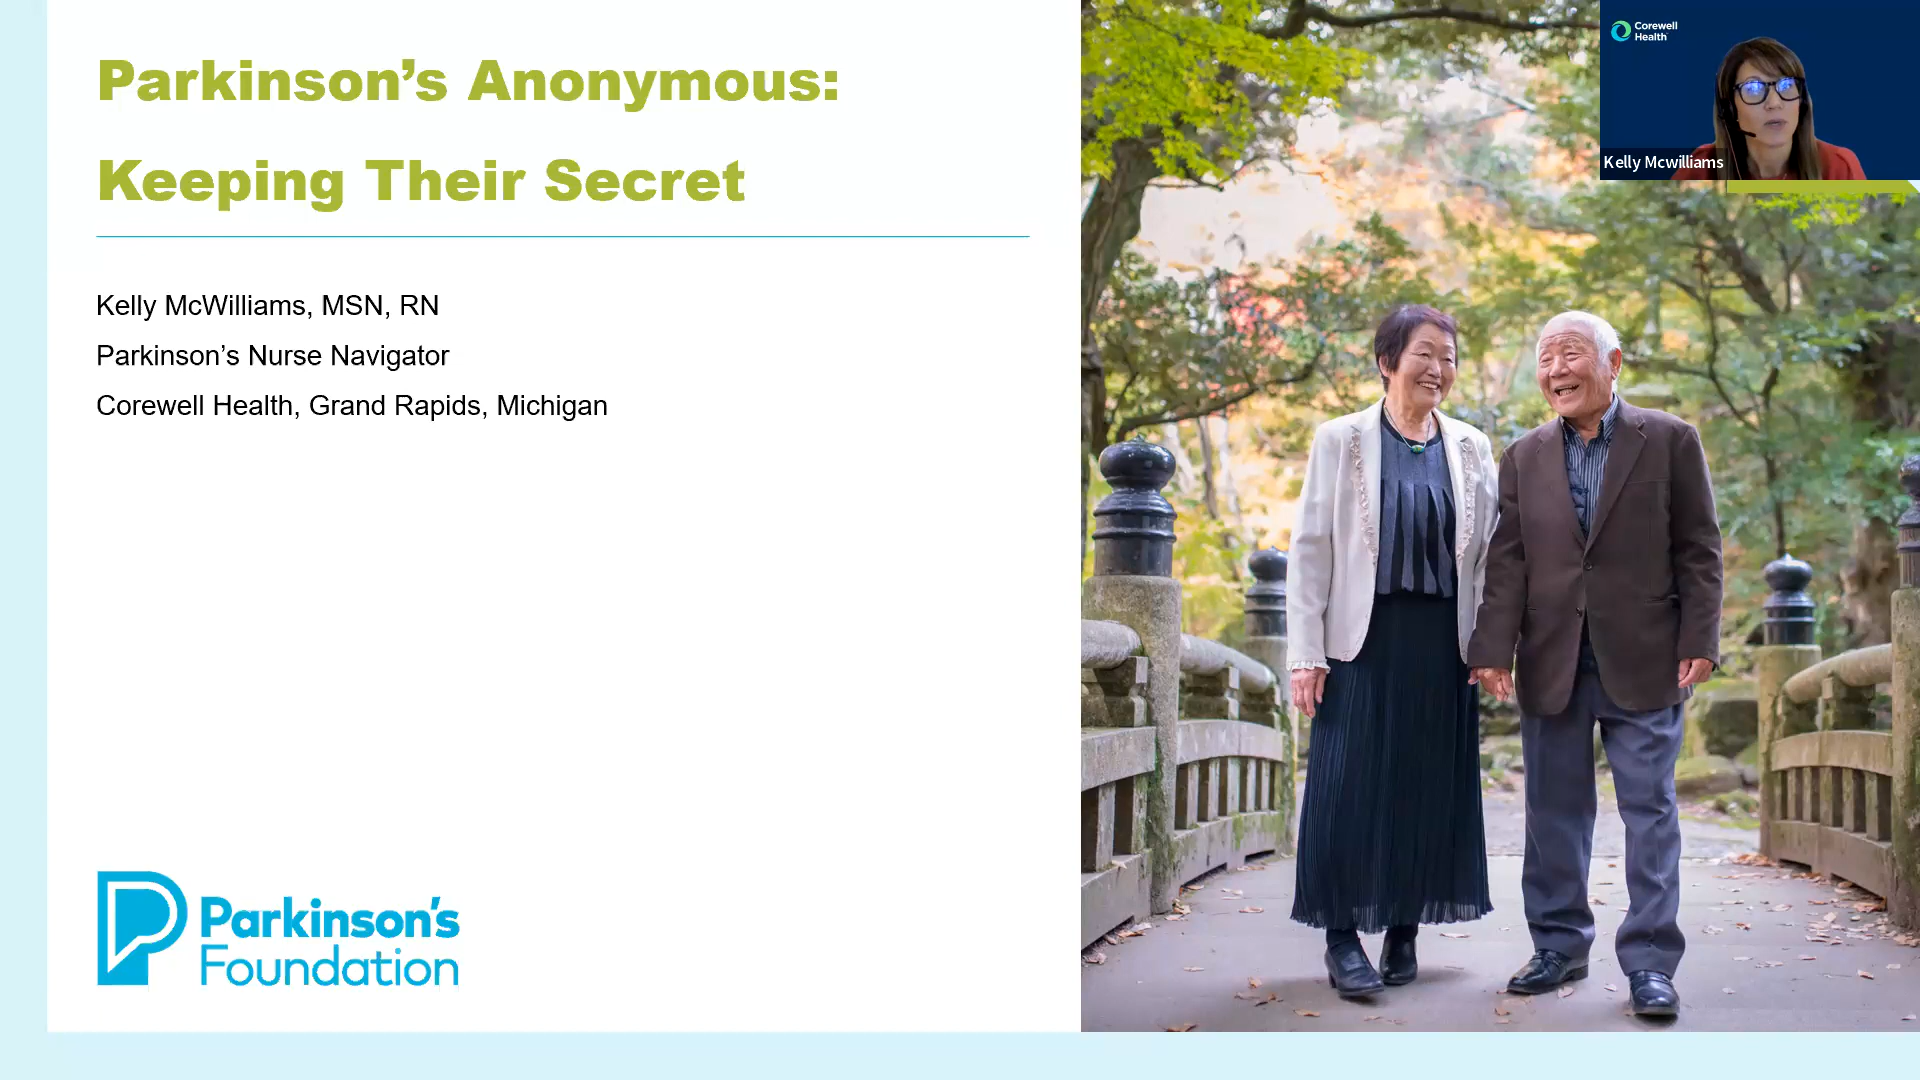 Parkinson’s Anonymous:
Keeping Their Secret
Kelly McWilliams, MSN, RN
Parkinson’s Nurse Navigator
Corewell Health, Grand Rapids, Michigan
Parkinson's
Foundation
Corewell
Health
Kelly Mcwilliams